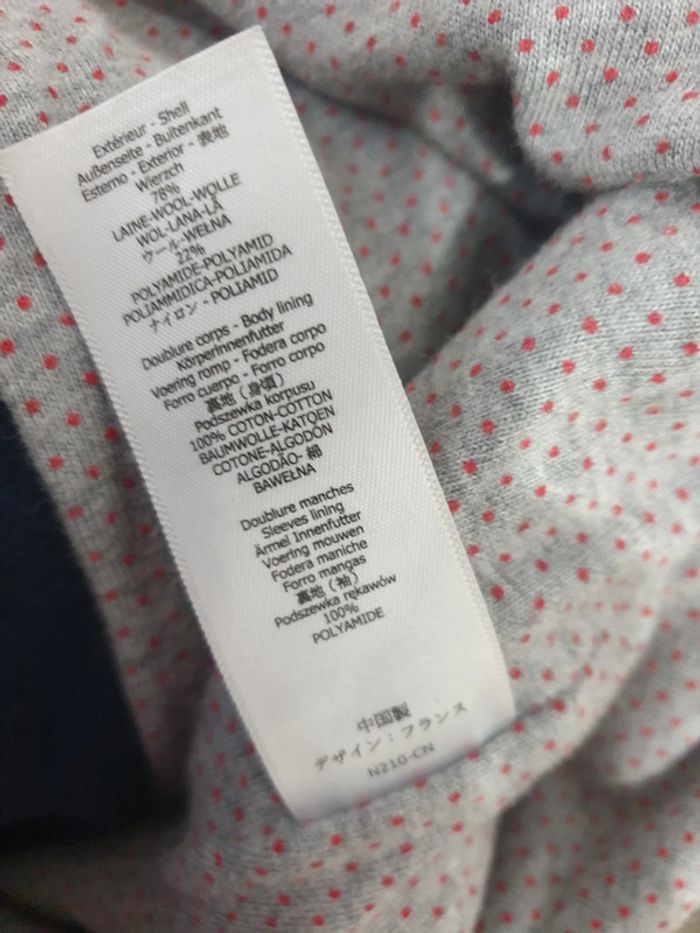 Extérieur - Shell
Außenseite - Buitenkant
Esterno - Exterior - 表地
Wierzch
78%
LAINE-WOOL-WOLLE
WOL-LANA-LÃ
ウール-WEŁNA
22%
POLYAMIDE-POLYAMID
POLIAMMIDICA-POLIAMIDA
ナイロン - POLIAMID
Doublure corps - Body lining
Körperinnenfutter
Voering romp - Fodera corpo
Forro cuerpo - Forro corpo
裏地 (身頃)
Podszewka korpusu
100% COTON-COTTON
BAUMWOLLE-KATOEN
COTONE-ALGODÓN
ALGODÃO- 綿
BAWEŁNA
Doublure manches
Sleeves lining
Ärmel Innenfutter
Voering mouwen
Fodera maniche
Forro mangas
裏地 (袖)
Podszewka rękawów
100%
POLYAMIDE
中国製
デザイン：フランス
N210-CN